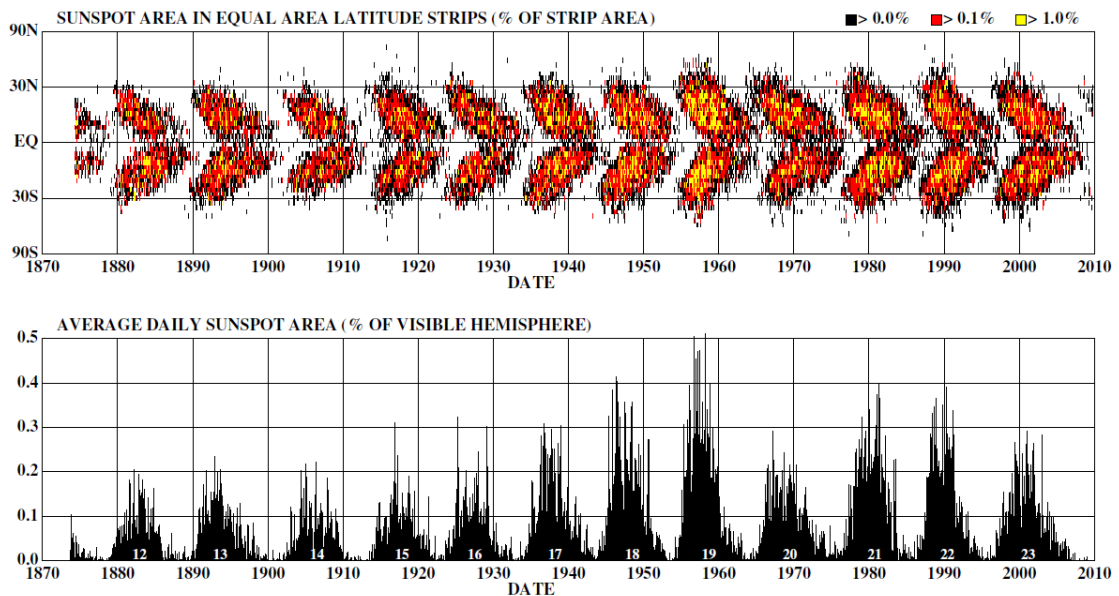 SUNSPOT AREA IN EQUAL AREA LATITUDE STRIPS (% OF STRIP AREA)
> 0.0%
> 0.1%
> 1.0%
90N
30N
EQ
30S
90S
1870 1880 1890 1900 1910 1920 1930 1940 1950 1960 1970 1980 1990 2000 2010
DATE
AVERAGE DAILY SUNSPOT AREA (% OF VISIBLE HEMISPHERE)
0.5
0.4
0.3
0.2
0.1
0.0
12 13 14 15 16 17 18 19 20 21 22 23
1870 1880 1890 1900 1910 1920 1930 1940 1950 1960 1970 1980 1990 2000 2010
DATE